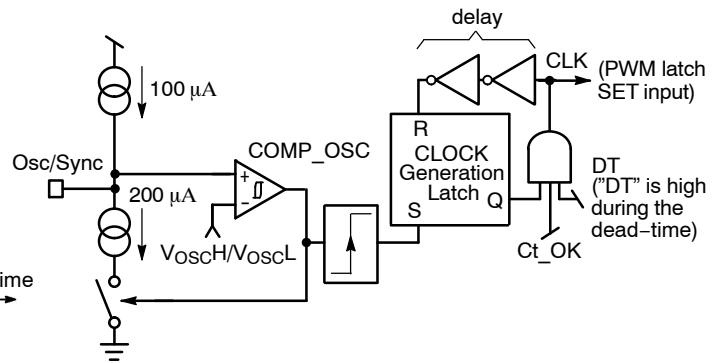 delay
CLK
(PWM latch
SET input)
100 µA
R
COMP_OSC
CLOCK
Generation
Latch
Osc/Sync
DT
("DT" is high
during the
dead−time)
200 µA
+
−
S
Q
VOSCH/VOSCL
Ct_OK
ime